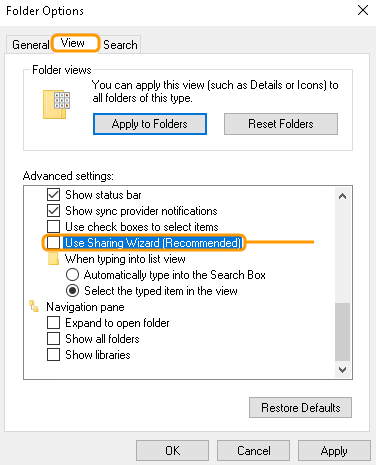 Folder Options
General
View
Search
Folder views
You can apply this view (such as Details or Icons) to
all folders of this type.
Apply to Folders
Reset Folders
Advanced settings:
Show status bar
Show sync provider notifications
Use check boxes to select items
Use Sharing Wizard (Recommended)
When typing into list view
Automatically type into the Search Box
Select the typed item in the view
Navigation pane
Expand to open folder
Show all folders
Show libraries
Restore Defaults
OK
Cancel
Apply